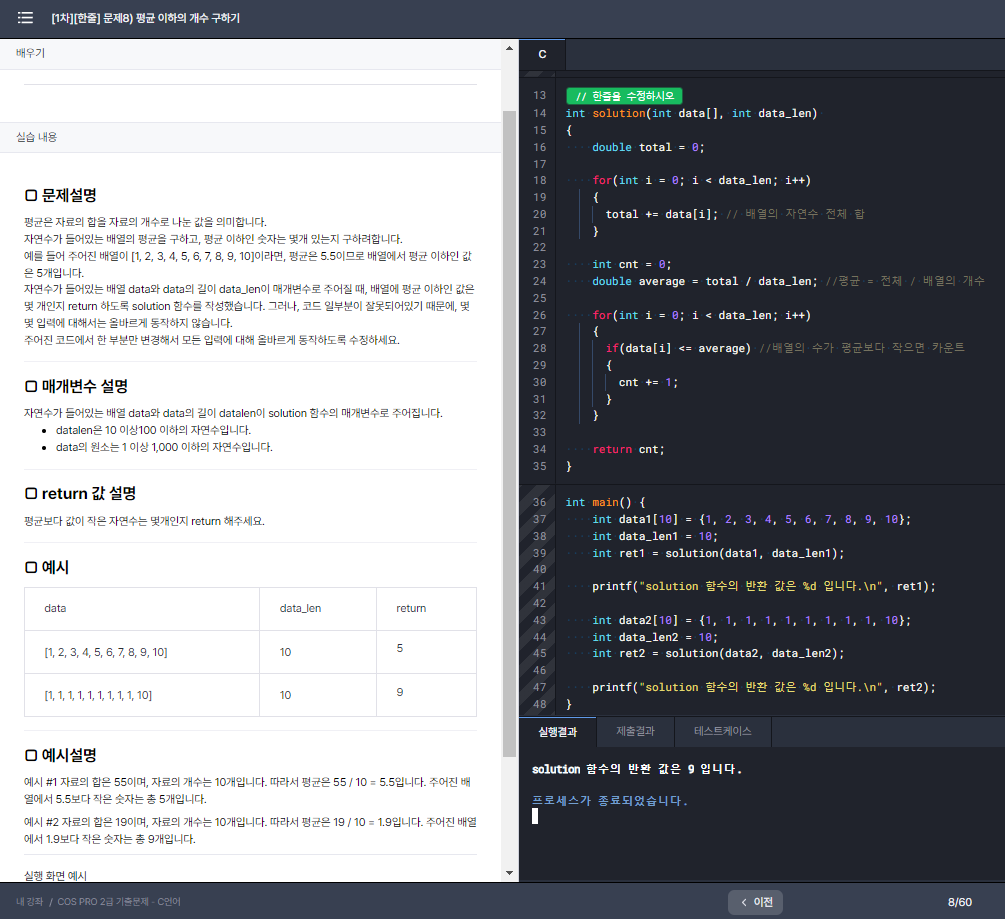 [1차][한줄] 문제8) 평균 이하의 개수 구하기
배우기
실습 내용
문제설명
평균은 자료의 합을 자료의 개수로 나눈 값을 의미합니다.
자연수가 들어있는 배열의 평균을 구하고, 평균 이하인 숫자는 몇개 있는지 구하려합니다.
예를 들어 주어진 배열이 [1, 2, 3, 4, 5, 6, 7, 8, 9, 10]이라면, 평균은 5.5이므로 배열에서 평균 이하인 값
은 5개입니다.
자연수가 들어있는 배열 data와 data의 길이 data_len이 매개변수로 주어질 때, 배열에 평균 이하인 값은
몇 개인지 return 하도록 solution 함수를 작성했습니다. 그러나, 코드 일부분이 잘못되어있기 때문에, 몇
몇 입력에 대해서는 올바르게 동작하지 않습니다.
주어진 코드에서 한 부분만 변경해서 모든 입력에 대해 올바르게 동작하도록 수정하세요.
매개변수 설명
자연수가 들어있는 배열 data와 data의 길이 datalen이 solution 함수의 매개변수로 주어집니다.
• datalen은 10 이상100 이하의 자연수입니다.
• data의 원소는 1 이상 1,000 이하의 자연수입니다.
return 값 설명
평균보다 값이 작은 자연수는 몇개인지 return 해주세요.
예시
data data_len return
[1, 2, 3, 4, 5, 6, 7, 8, 9, 10] 10 5
[1, 1, 1, 1, 1, 1, 1, 1, 1, 10] 10 9
예시설명
예시 #1 자료의 합은 55이며, 자료의 개수는 10개입니다. 따라서 평균은 55 / 10 = 5.5입니다. 주어진 배
열에서 5.5보다 작은 숫자는 총 5개입니다.
예시 #2 자료의 합은 19이며, 자료의 개수는 10개입니다. 따라서 평균은 19 / 10 = 1.9입니다. 주어진 배열
에서 1.9보다 작은 숫자는 총 9개입니다.
실행 화면 예시
C
13 // 한줄을 수정하시오
14 int solution(int data[], int data_len)
15 {
16 double total = 0;
17
18 for(int i = 0; i < data_len; i++)
19 {
20 total += data[i]; // 배열의 자연수 전체 합
21 }
22
23 int cnt = 0;
24 double average = total / data_len; //평균 = 전체 / 배열의 개수
25
26 for(int i = 0; i < data_len; i++)
27 {
28 if(data[i] <= average) //배열의 수가 평균보다 작으면 카운트
29 {
30 cnt += 1;
31 }
32 }
33
34 return cnt;
35 }
36 int main() {
37 int data1[10] = {1, 2, 3, 4, 5, 6, 7, 8, 9, 10};
38 int data_len1 = 10;
39 int ret1 = solution(data1, data_len1);
40
41 printf("solution 함수의 반환 값은 %d 입니다.\n", ret1);
42
43 int data2[10] = {1, 1, 1, 1, 1, 1, 1, 1, 1, 10};
44 int data_len2 = 10;
45 int ret2 = solution(data2, data_len2);
46
47 printf("solution 함수의 반환 값은 %d 입니다.\n", ret2);
48 }
실행결과 제출결과 테스트케이스
solution 함수의 반환 값은 9 입니다.
프로세스가 종료되었습니다.
내 강좌 / COS PRO 2급 기출문제 - C언어
< 이전
8/60